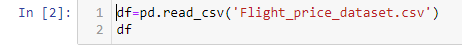 In [2]:
1 df=pd.read_csv('Flight_price_dataset.csv')
2 df